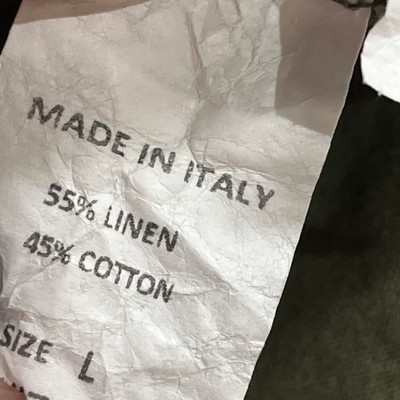 MADE IN ITALY
55% LINEN
45% COTTON
SIZE L